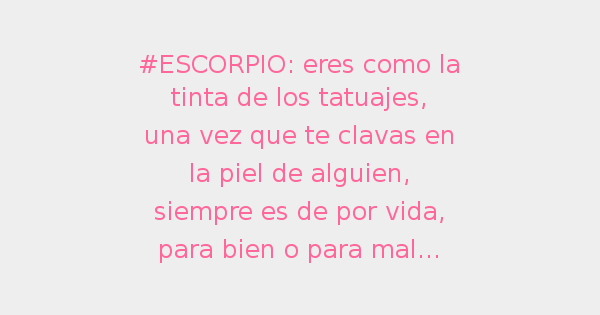 #ESCORPIO: eres como la
tinta de los tatuajes,
una vez que te clavas en
la piel de alguien,
siempre es de por vida,
para bien o para mal...